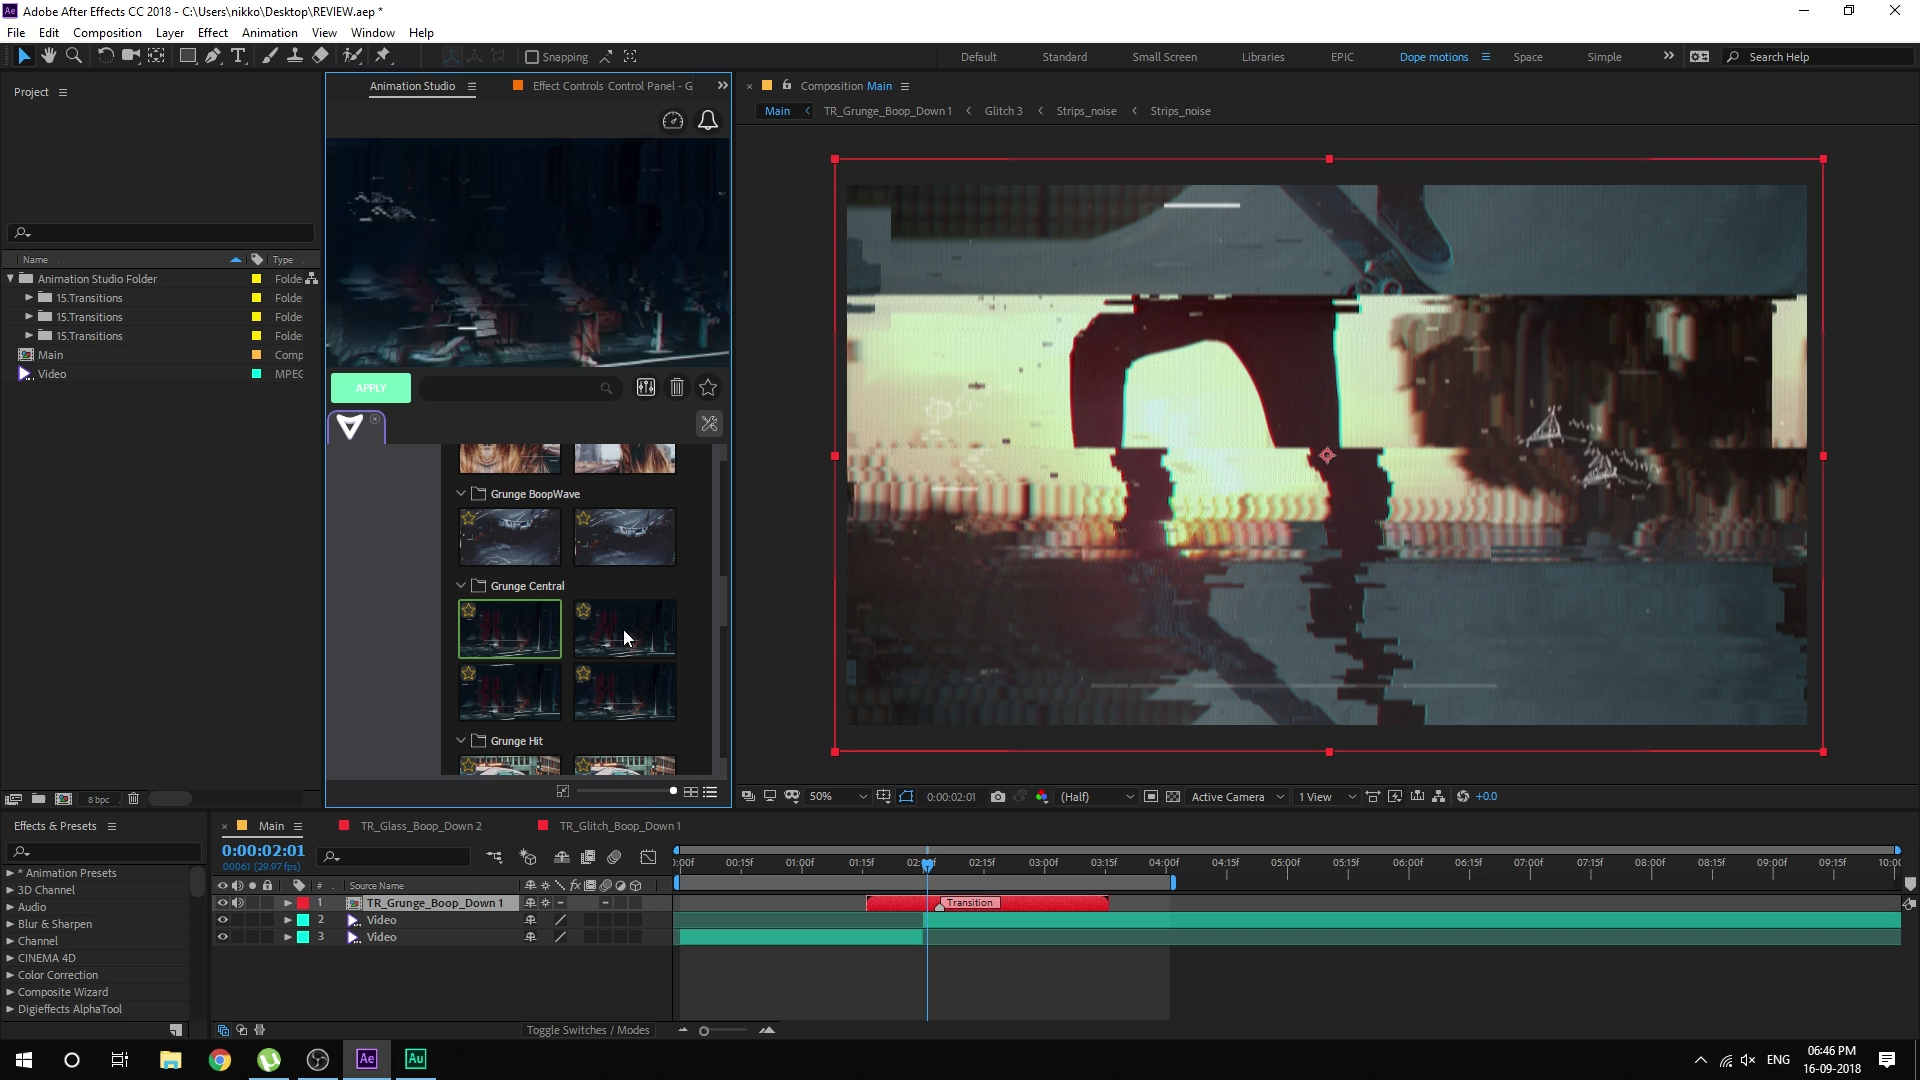 Ae Adobe After Effects CC 2018 - C:\Users\nikko\Desktop\REVIEW.aep *
File Edit Composition Layer Effect Animation View Window Help
Snapping Default Standard Small Screen Libraries EPIC Dope motions Space Simple Search Help
Project
Animation Studio Effect Controls Control Panel - G
Composition Main
Main TR_Grunge_Boop_Down 1 Glitch 3 Strips_noise Strips_noise
Name Type
Animation Studio Folder Folde
15.Transitions Folde
15.Transitions Folde
15.Transitions Folde
Main Comp
Video MPEG
APPLY
Grunge BoopWave
Grunge Central
Grunge Hit
8 bpc
50% 0:00:02:01 (Half) Active Camera 1 View +0.0
Effects & Presets
* Animation Presets
3D Channel
Audio
Blur & Sharpen
Channel
CINEMA 4D
Color Correction
Composite Wizard
Digieffects AlphaTool
Main TR_Glass_Boop_Down 2 TR_Glitch_Boop_Down 1
0:00:02:01
00061 (29.97 fps)
00f 00:15f 01:00f 01:15f 02:15f 03:00f 03:15f 04:00f 04:15f 05:00f 05:15f 06:00f 06:15f 07:00f 07:15f 08:00f 08:15f 09:00f 09:15f 10:00
# Source Name fx
1 TR_Grunge_Boop_Down 1 Transition
2 Video
3 Video
Toggle Switches / Modes
Ae Au ENG
06:46 PM
16-09-2018